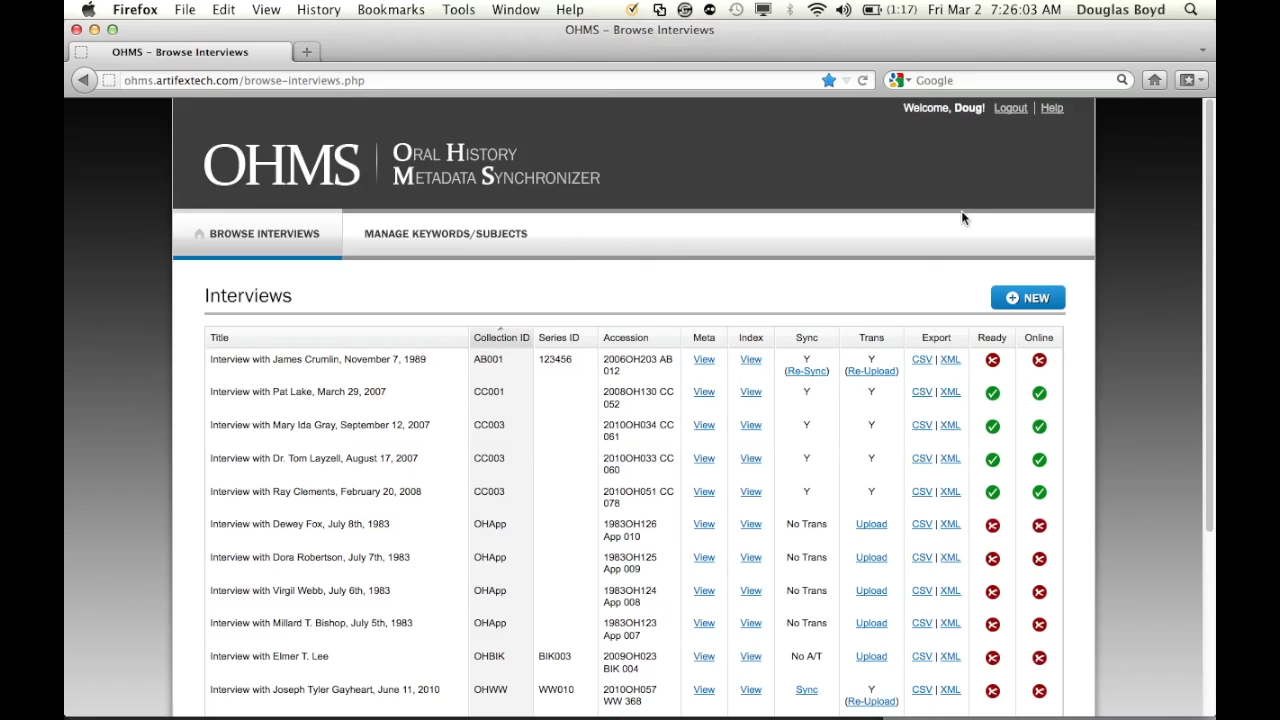 Firefox File Edit View History Bookmarks Tools Window Help (1:17) Fri Mar 2 7:26:03 AM Douglas Boyd
OHMS – Browse Interviews
OHMS – Browse Interviews
ohms.artifextech.com/browse-interviews.php Google
Welcome, Doug! Logout | Help
OHMS ORAL HISTORY
METADATA SYNCHRONIZER
BROWSE INTERVIEWS MANAGE KEYWORDS/SUBJECTS
Interviews NEW
Title Collection ID Series ID Accession Meta Index Sync Trans Export Ready Online
Interview with James Crumlin, November 7, 1989 AB001 123456 2006OH203 AB View View Y Y CSV | XML
012 (Re-Sync) (Re-Upload)
Interview with Pat Lake, March 29, 2007 CC001 2008OH130 CC View View Y Y CSV | XML
052
Interview with Mary Ida Gray, September 12, 2007 CC003 2010OH034 CC View View Y Y CSV | XML
061
Interview with Dr. Tom Layzell, August 17, 2007 CC003 2010OH033 CC View View Y Y CSV | XML
060
Interview with Ray Clements, February 20, 2008 CC003 2010OH051 CC View View Y Y CSV | XML
078
Interview with Dewey Fox, July 8th, 1983 OHApp 1983OH126 View View No Trans Upload CSV | XML
App 010
Interview with Dora Robertson, July 7th, 1983 OHApp 1983OH125 View View No Trans Upload CSV | XML
App 009
Interview with Virgil Webb, July 6th, 1983 OHApp 1983OH124 View View No Trans Upload CSV | XML
App 008
Interview with Millard T. Bishop, July 5th, 1983 OHApp 1983OH123 View View No Trans Upload CSV | XML
App 007
Interview with Elmer T. Lee OHBIK BIK003 2009OH023 View View No A/T Upload CSV | XML
BIK 004
Interview with Joseph Tyler Gayheart, June 11, 2010 OHWW WW010 2010OH057 View View Sync Y CSV | XML
WW 368 (Re-Upload)